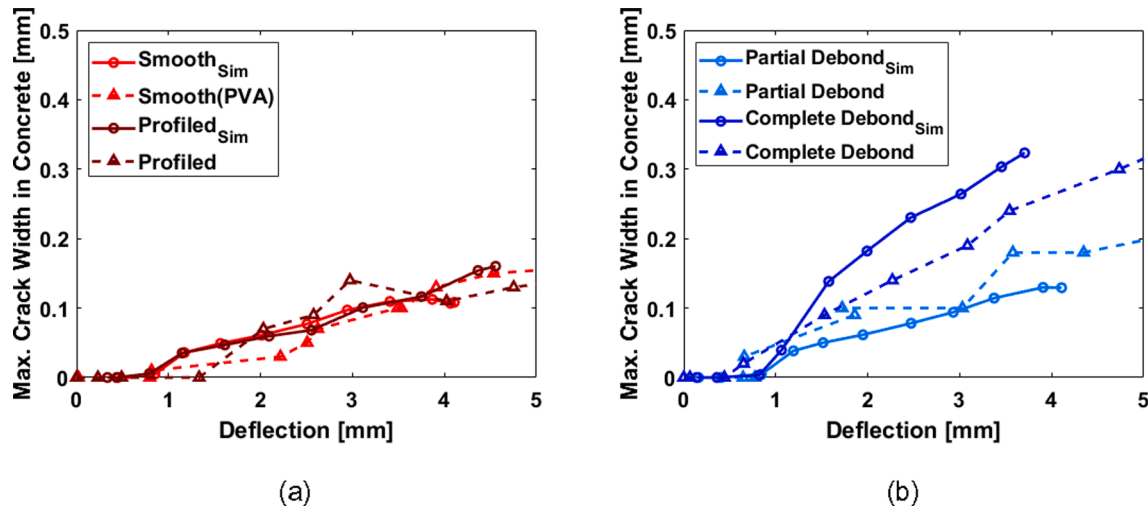 Max. Crack Width in Concrete [mm]
0.5
0.4
0.3
0.2
0.1
0
Smooth_Sim
Smooth(PVA)
Profiled_Sim
Profiled
0 1 2 3 4 5
Deflection [mm]
(a)
Max. Crack Width in Concrete [mm]
0.5
0.4
0.3
0.2
0.1
0
Partial Debond_Sim
Partial Debond
Complete Debond_Sim
Complete Debond
0 1 2 3 4 5
Deflection [mm]
(b)